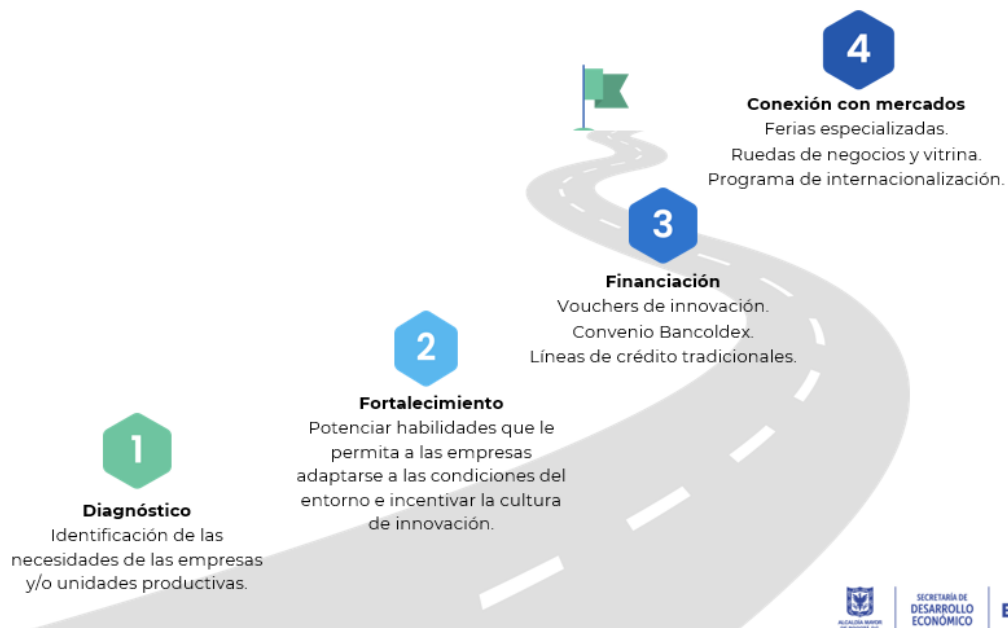 4
Conexión con mercados
Ferias especializadas.
Ruedas de negocios y vitrina.
Programa de internacionalización.
3
Financiación
Vouchers de innovación.
Convenio Bancoldex.
Líneas de crédito tradicionales.
2
Fortalecimiento
Potenciar habilidades que le
permita a las empresas
adaptarse a las condiciones del
entorno e incentivar la cultura
de innovación.
1
Diagnóstico
Identificación de las
necesidades de las empresas
y/o unidades productivas.
ALCALDÍA MAYOR
SECRETARÍA DE
DESARROLLO
ECONÓMICO